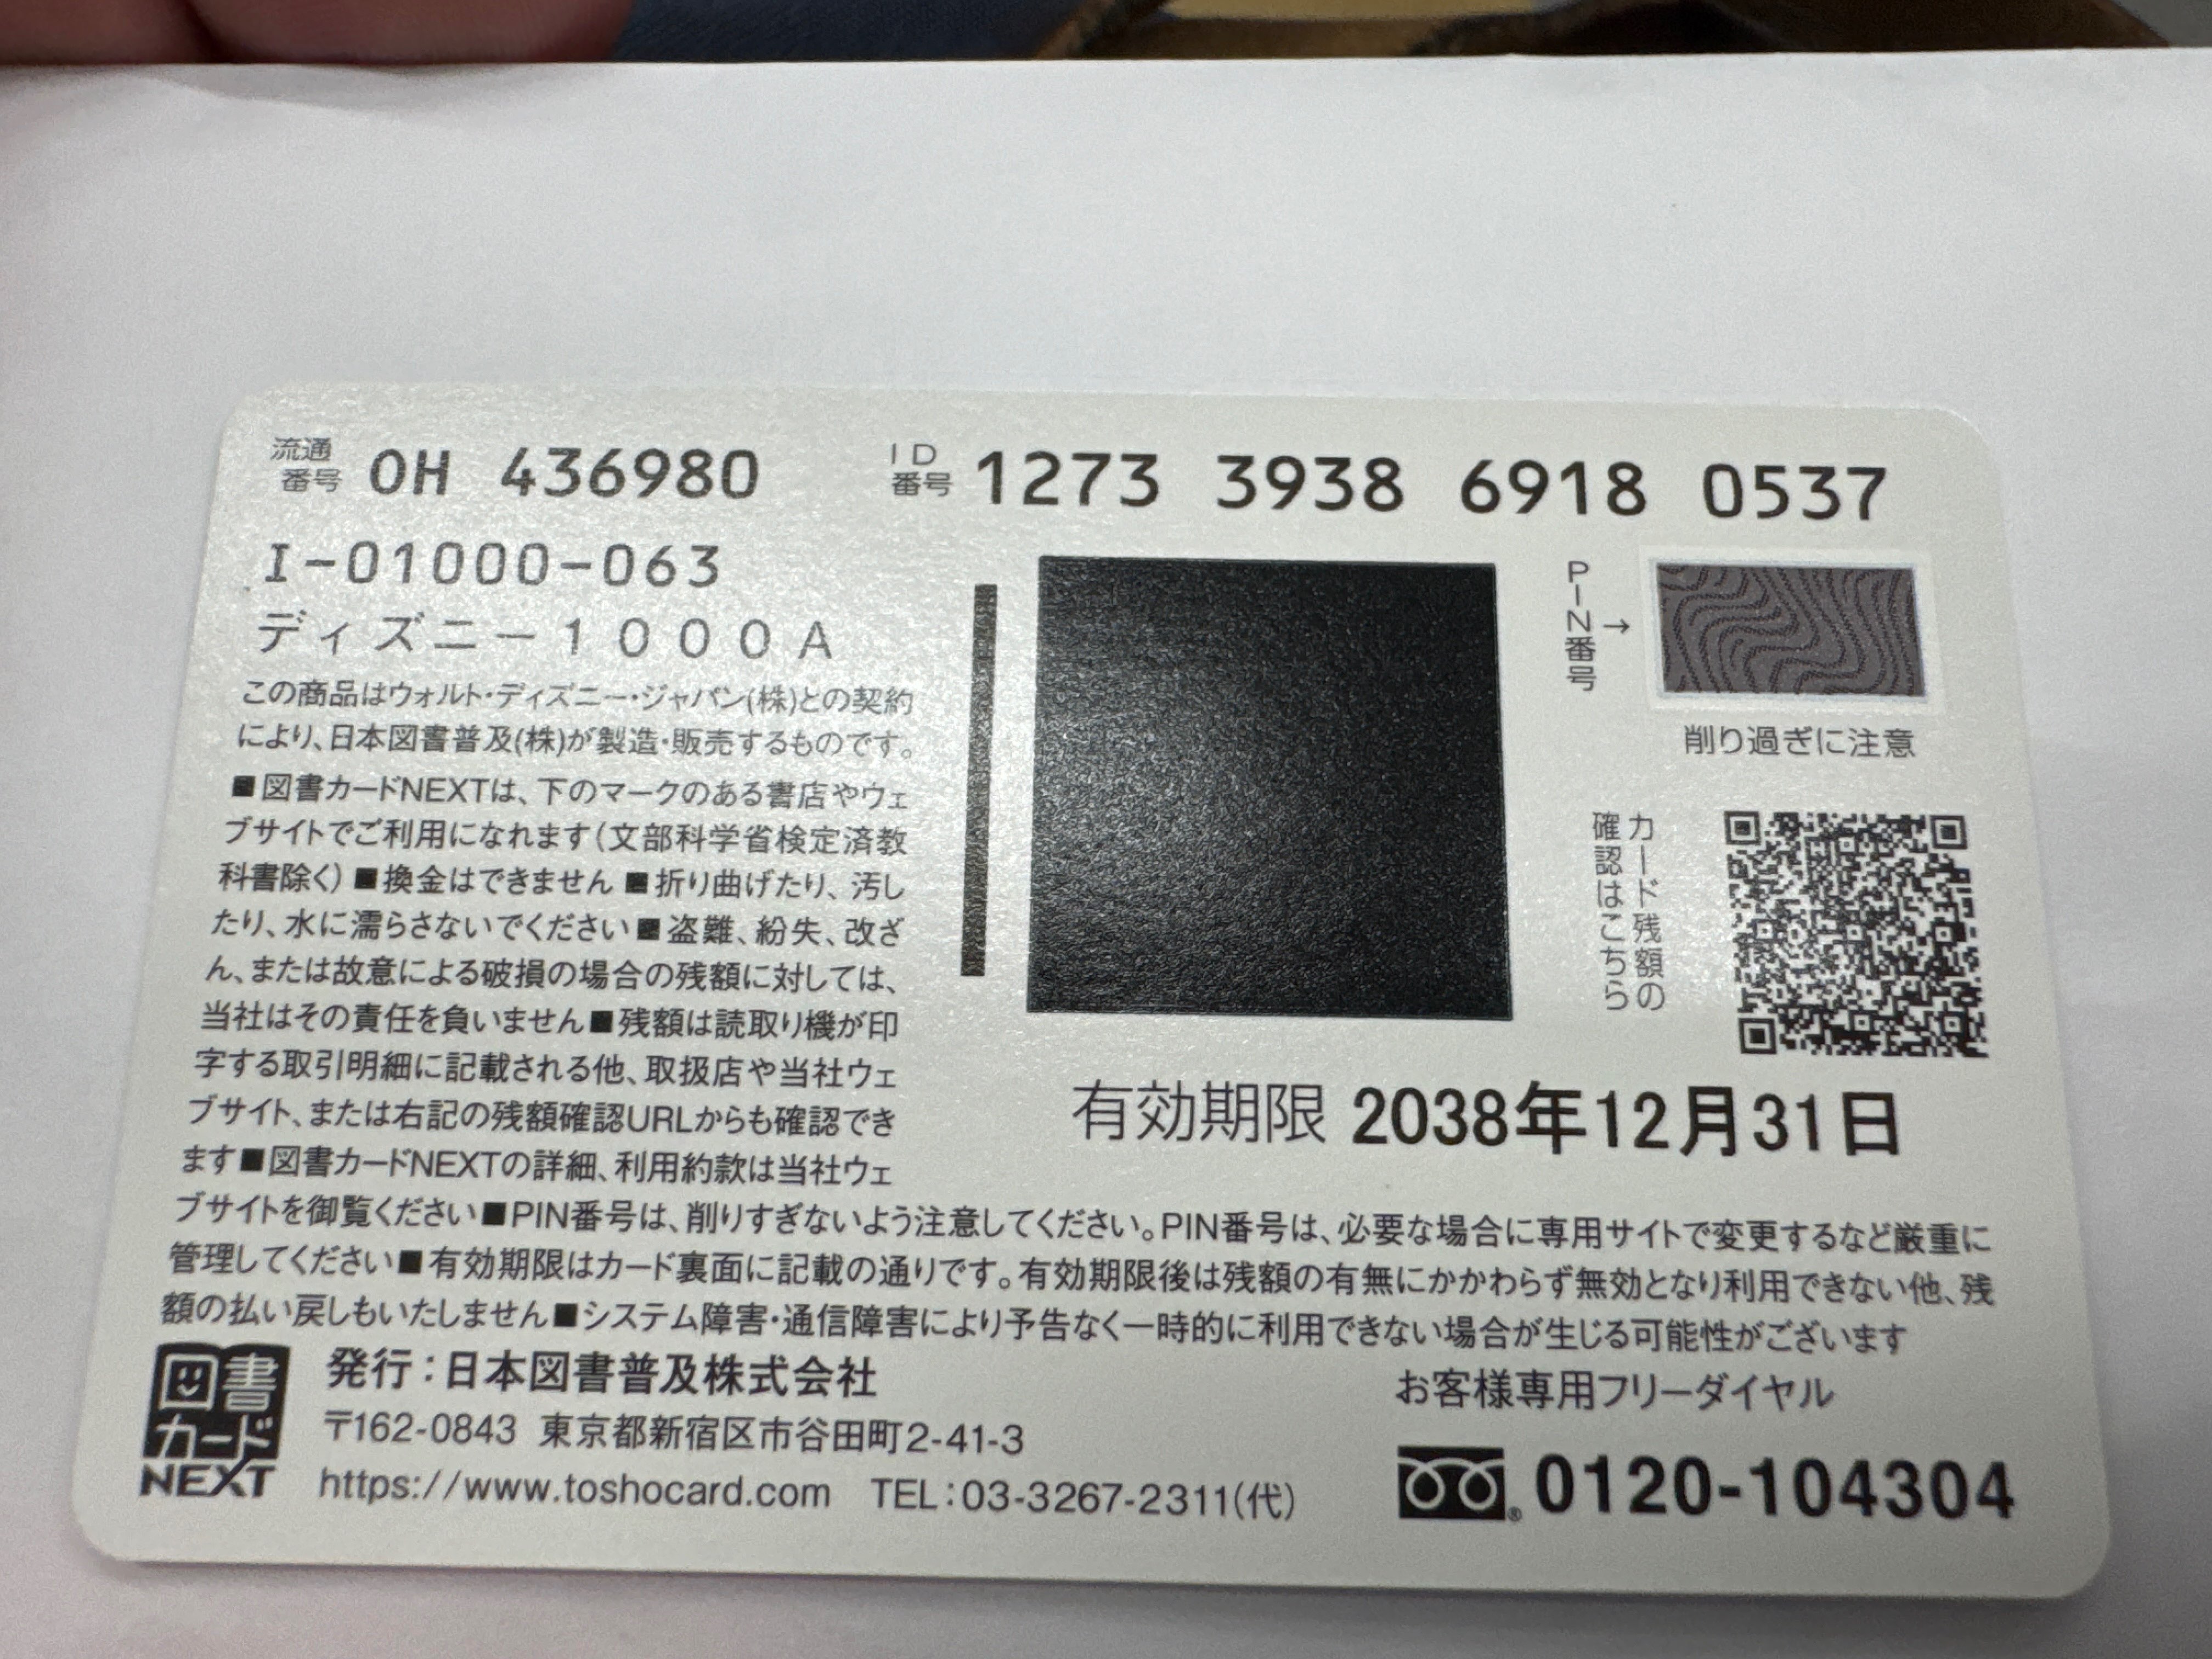 流通番号 OH 436980
ID番号 1273 3938 6918 0537
I-01000-063
ディズニー1000A
この商品はウォルト・ディズニー・ジャパン(株)との契約
により、日本図書普及(株)が製造・販売するものです。
■図書カードNEXTは、下のマークのある書店やウェ
ブサイトでご利用になれます(文部科学省検定済教
科書除く)■換金はできません■折り曲げたり、汚し
たり、水に濡らさないでください■盗難、紛失、改ざ
ん、または故意による破損の場合の残額に対しては、
当社はその責任を負いません■残額は読取り機が印
字する取引明細に記載される他、取扱店や当社ウェ
ブサイト、または右記の残額確認URLからも確認でき
ます■図書カードNEXTの詳細、利用約款は当社ウェ
ブサイトを御覧ください■PIN番号は、削りすぎないよう注意してください。PIN番号は、必要な場合に専用サイトで変更するなど厳重に
管理してください■有効期限はカード裏面に記載の通りです。有効期限後は残額の有無にかかわらず無効となり利用できない他、残
額の払い戻しもいたしません■システム障害・通信障害により予告なく一時的に利用できない場合が生じる可能性がございます
PIN番号→
削り過ぎに注意
カード残額の
確認はこちら
有効期限 2038年12月31日
図書
カード
NEXT
発行:日本図書普及株式会社
〒162-0843 東京都新宿区市谷田町2-41-3
https://www.toshocard.com TEL:03-3267-2311(代)
お客様専用フリーダイヤル
0120-104304